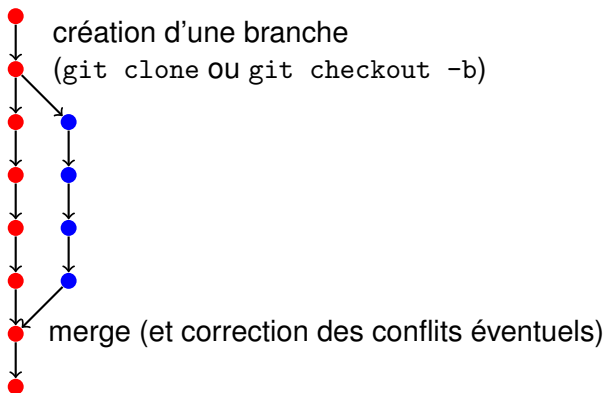 création d'une branche
(git clone ou git checkout -b)
merge (et correction des conflits éventuels)